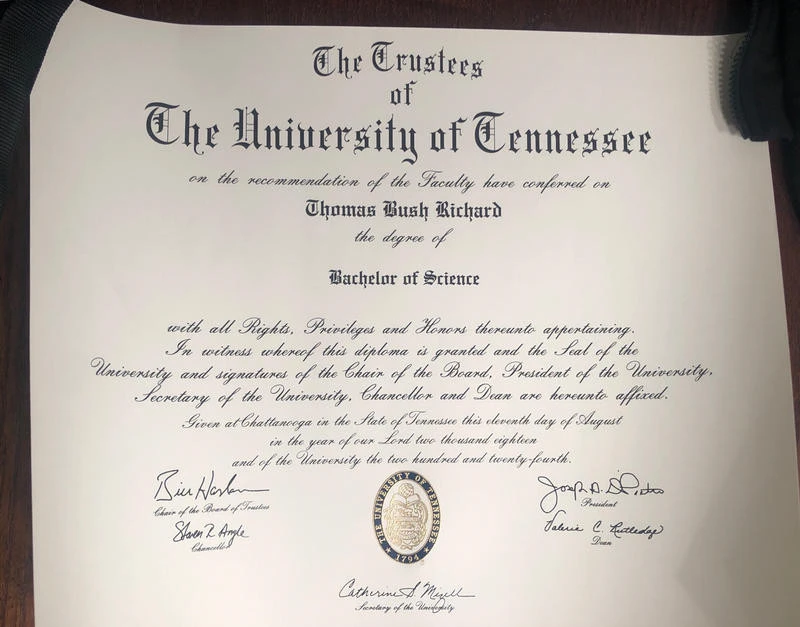 The Trustees
of
The University of Tennessee
on the recommendation of the Faculty have conferred on
Thomas Bush Richard
the degree of
Bachelor of Science
with all Rights, Privileges and Honors thereunto appertaining.
In witness whereof this diploma is granted and the Seal of the
University and signatures of the Chair of the Board, President of the University,
Secretary of the University, Chancellor and Dean are hereunto affixed.
Given at Chattanooga in the State of Tennessee this eleventh day of August
in the year of our Lord two thousand eighteen
and of the University the two hundred and twenty-fourth.
Chair of the Board of Trustees
Steven R Angle
Chancellor
THE UNIVERSITY OF TENNESSEE
1794
Joseph A.
President
Valerie C. Rutledge
Dean
Catherine S
Secretary of the University